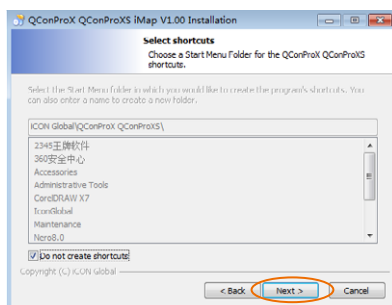 QConProX QConProXS iMap V1.00 Installation
Select shortcuts
Choose a Start Menu Folder for the QConProX QConProXS
shortcuts.
Select the Start Menu folder in which you would like to create the program's shortcuts. You
can also enter a name to create a new folder.
iCON Global\QConProX QConProXS\
2345王牌软件
360安全中心
Accessories
Administrative Tools
CorelDRAW X7
IconGlobal
Maintenance
Nero8.0
Do not create shortcuts
Copyright (C) iCON Global
< Back
Next >
Cancel